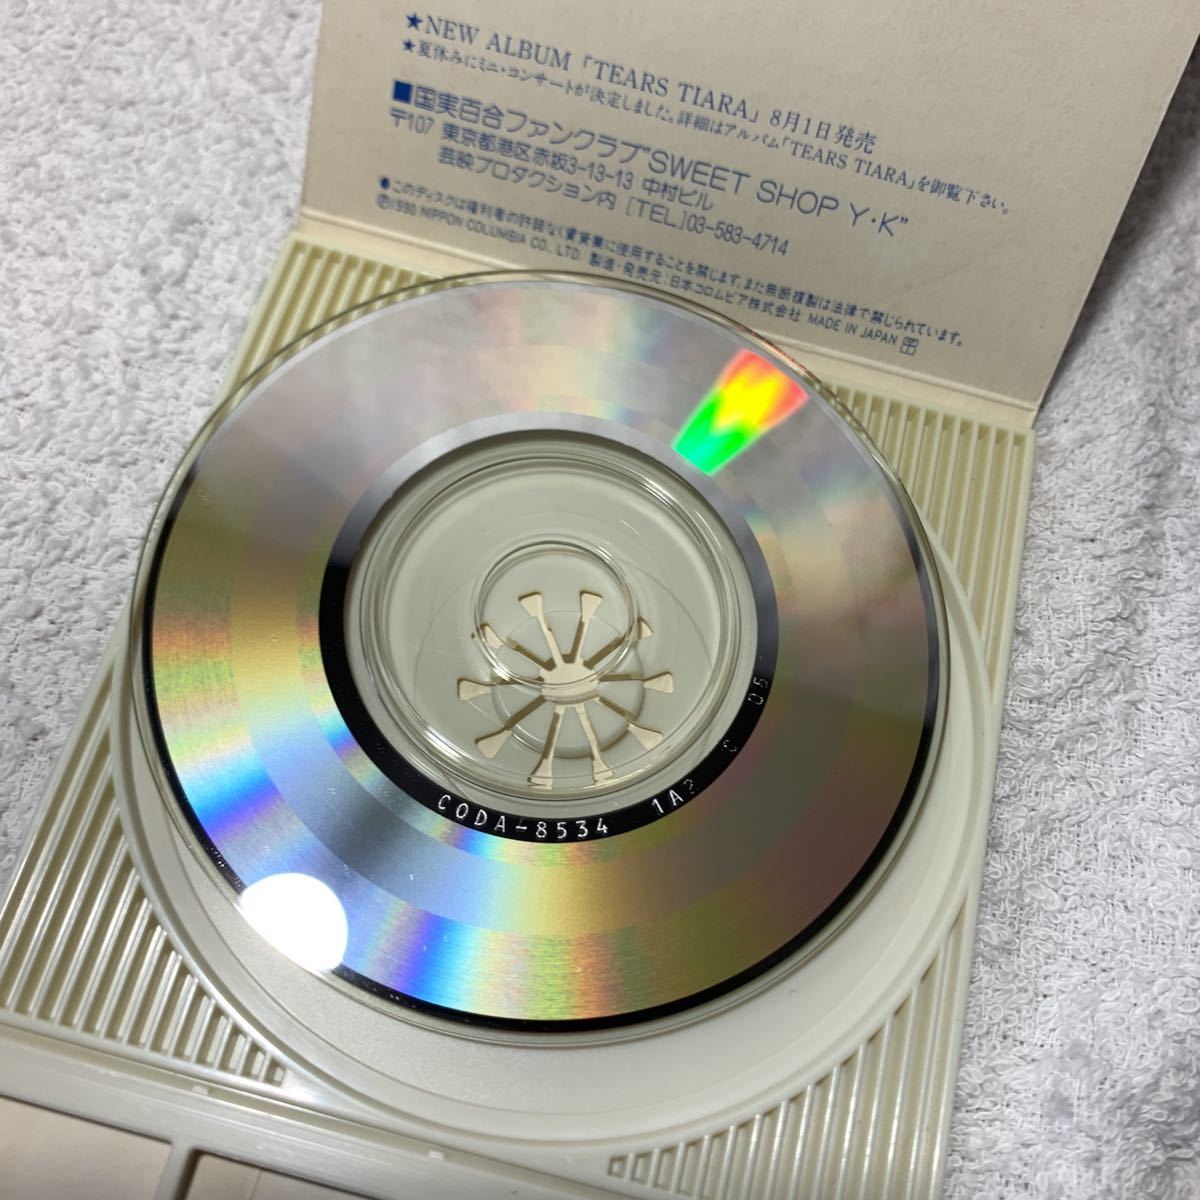 ★NEW ALBUM「TEARS TIARA」8月1日発売
★夏休みにミニ・コンサートが決定しました。詳細はアルバム「TEARS TIARA」を御覧下さい。
■国実百合ファンクラブ"SWEET SHOP Y・K"
〒107 東京都港区赤坂3-13-13 中村ビル
芸映プロダクション内 [TEL]03-583-4714
●このディスクは権利者の許諾なく賃貸業に使用することを禁じます。また無断複製は法律で禁じられています。
Ⓟ1990 NIPPON COLUMBIA CO., LTD. 製造・発売元:日本コロムビア株式会社 MADE IN JAPAN
CODA-8534 1A2 C 05